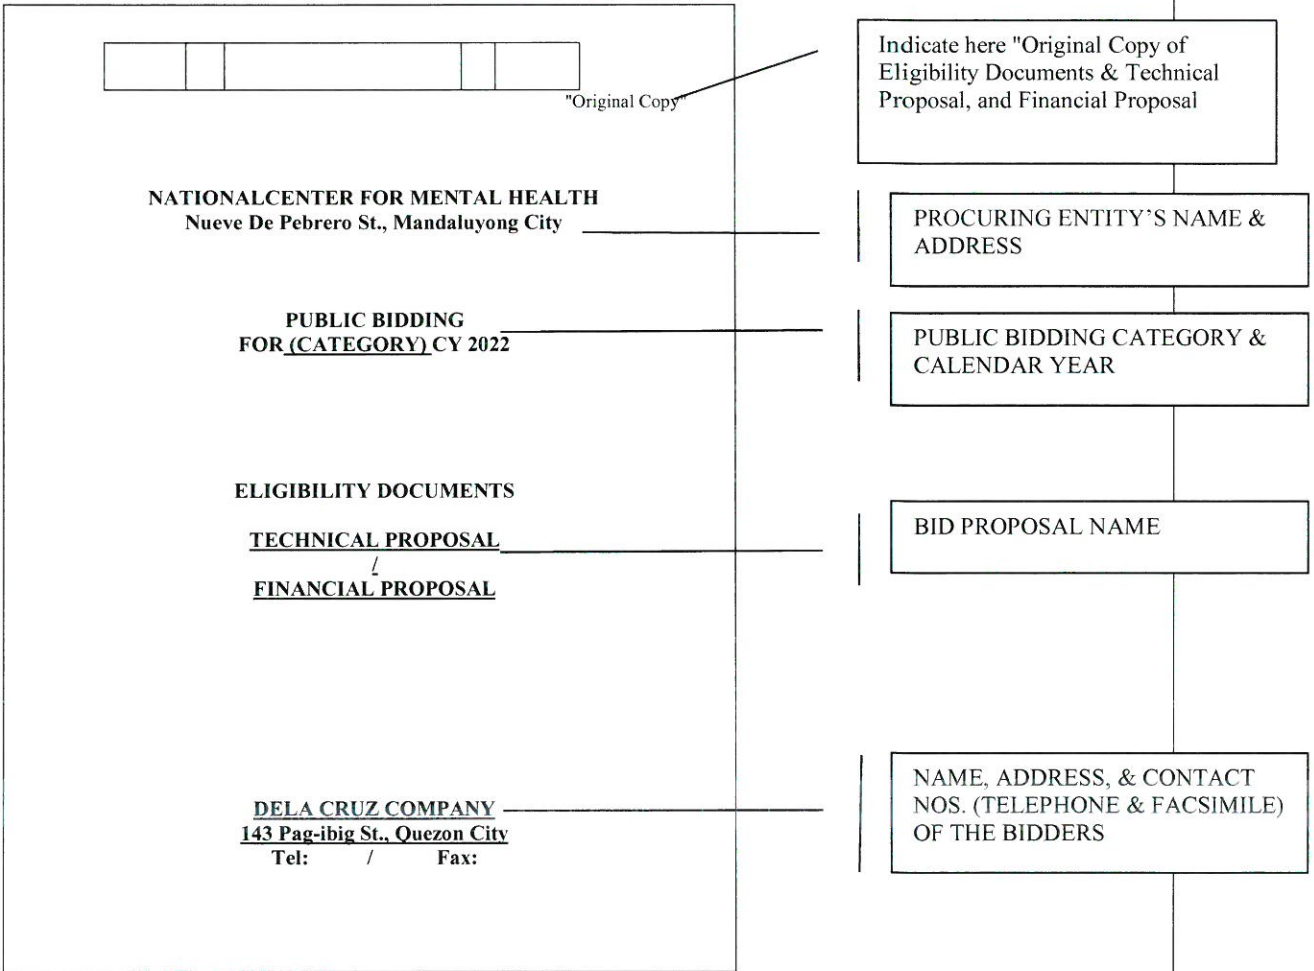 "Original Copy"
Indicate here "Original Copy of
Eligibility Documents & Technical
Proposal, and Financial Proposal
NATIONALCENTER FOR MENTAL HEALTH
Nueve De Pebrero St., Mandaluyong City
PROCURING ENTITY'S NAME &
ADDRESS
PUBLIC BIDDING
FOR (CATEGORY) CY 2022
PUBLIC BIDDING CATEGORY &
CALENDAR YEAR
ELIGIBILITY DOCUMENTS
TECHNICAL PROPOSAL
/
FINANCIAL PROPOSAL
BID PROPOSAL NAME
DELA CRUZ COMPANY
143 Pag-ibig St., Quezon City
Tel: / Fax:
NAME, ADDRESS, & CONTACT
NOS. (TELEPHONE & FACSIMILE)
OF THE BIDDERS